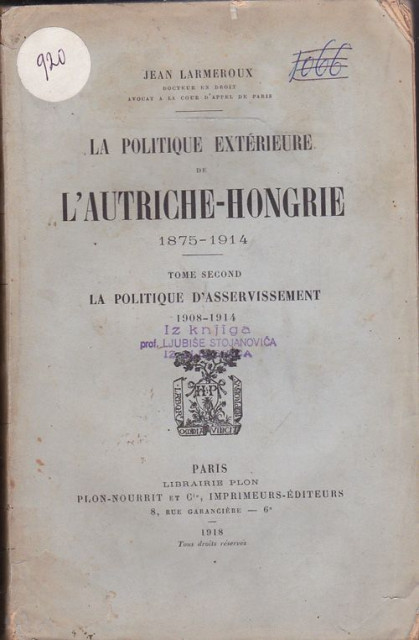 920
1066
JEAN LARMEROUX
DOCTEUR EN DROIT
AVOCAT A LA COUR D'APPEL DE PARIS
LA POLITIQUE EXTÉRIEURE
DE
L'AUTRICHE-HONGRIE
1875-1914
TOME SECOND
LA POLITIQUE D'ASSERVISSEMENT
1908-1914
Iz knjiga
prof. LJUBIŠE STOJANOVIĆA
HP
PARIS
LIBRAIRIE PLON
PLON-NOURRIT ET Cie, IMPRIMEURS-ÉDITEURS
8, RUE GARANCIÈRE — 6e
1918
Tous droits réservés